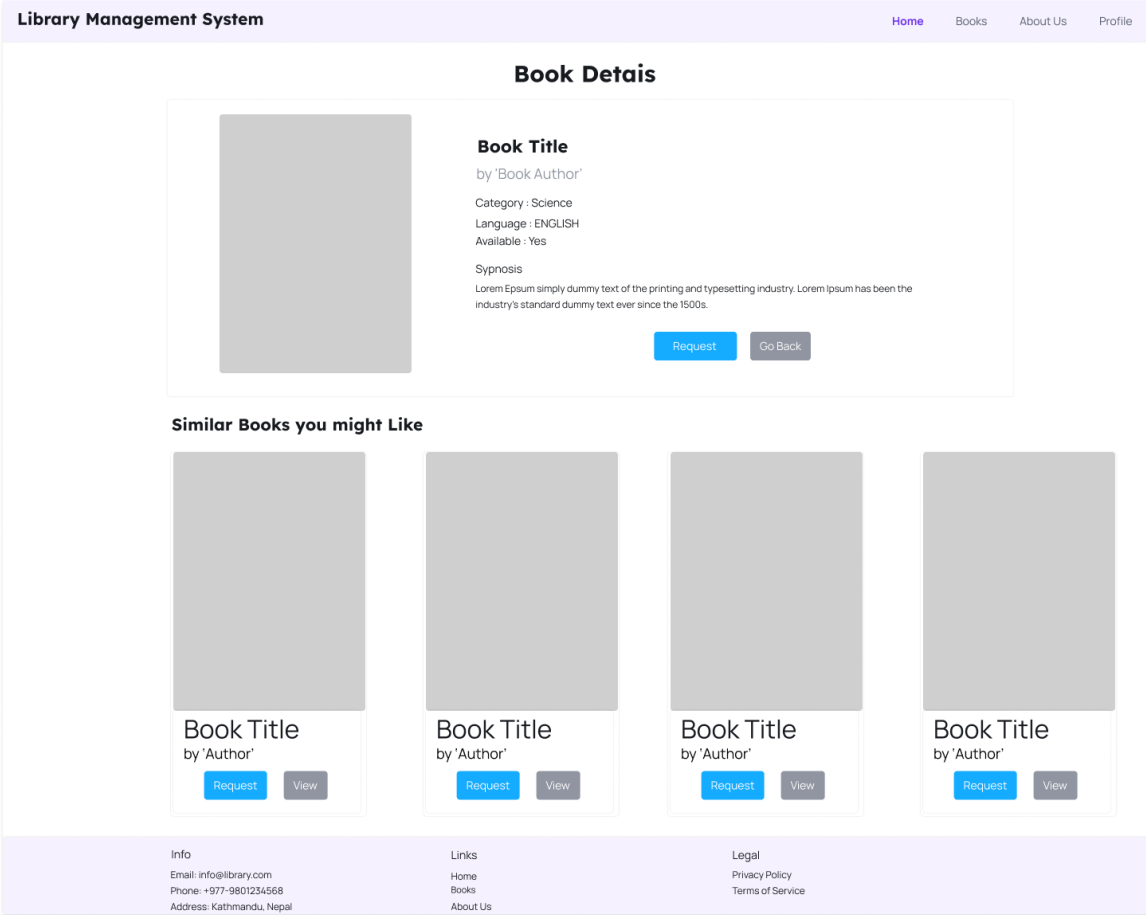 Library Management System
Home Books About Us Profile
Book Detais
Book Title
by 'Book Author'
Category : Science
Language : ENGLISH
Available : Yes
Sypnosis
Lorem Epsum simply dummy text of the printing and typesetting industry. Lorem Ipsum has been the
industry's standard dummy text ever since the 1500s.
Request Go Back
Similar Books you might Like
Book Title
by 'Author'
Request View
Book Title
by 'Author'
Request View
Book Title
by 'Author'
Request View
Book Title
by 'Author'
Request View
Info
Email: info@library.com
Phone: +977-9801234568
Address: Kathmandu, Nepal
Links
Home
Books
About Us
Legal
Privacy Policy
Terms of Service